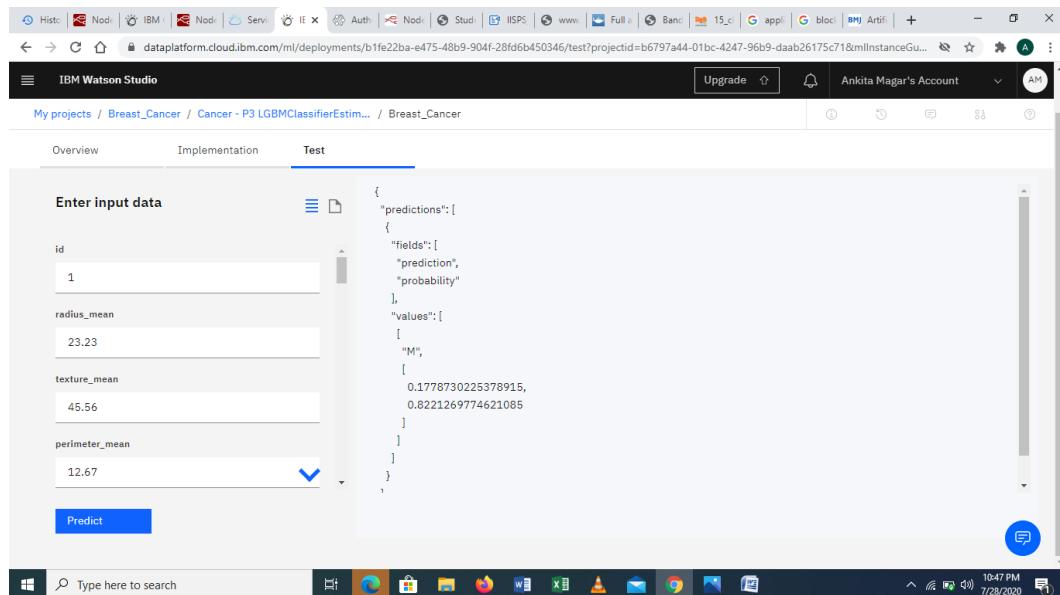 Histo
Node
IBM
Node
Servi
IE
Auth
Node
Stud
IISPS
www
Full a
Banc
15_cl
G appli
G bloc
BMJ Artifi
dataplatform.cloud.ibm.com/ml/deployments/b1fe22ba-e475-48b9-904f-28fd6b450346/test?projectid=b6797a44-01bc-4247-96b9-daab26175c71&mlInstanceGu...
A
IBM Watson Studio
Upgrade
Ankita Magar's Account
AM
My projects / Breast_Cancer / Cancer - P3 LGBMClassifierEstim... / Breast_Cancer
Overview
Implementation
Test
Enter input data
id
1
radius_mean
23.23
texture_mean
45.56
perimeter_mean
12.67
Predict
{
"predictions": [
{
"fields": [
"prediction",
"probability"
],
"values": [
[
"M",
[
0.1778730225378915,
0.8221269774621085
]
]
]
}
Type here to search
10:47 PM
7/28/2020